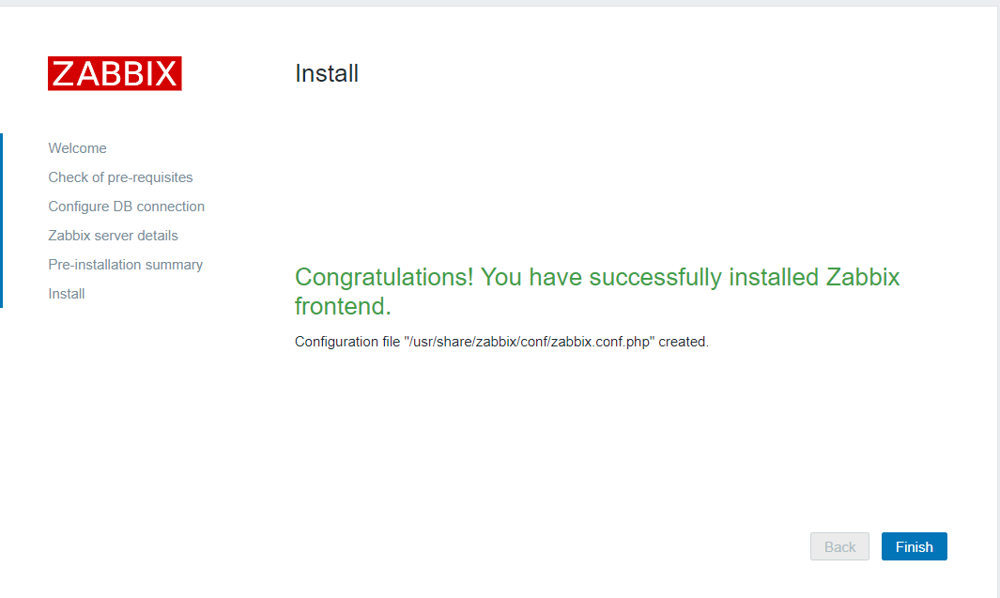 ZABBIX
Install
Welcome
Check of pre-requisites
Configure DB connection
Zabbix server details
Pre-installation summary
Install
Congratulations! You have successfully installed Zabbix
frontend.
Configuration file "/usr/share/zabbix/conf/zabbix.conf.php" created.
Back
Finish